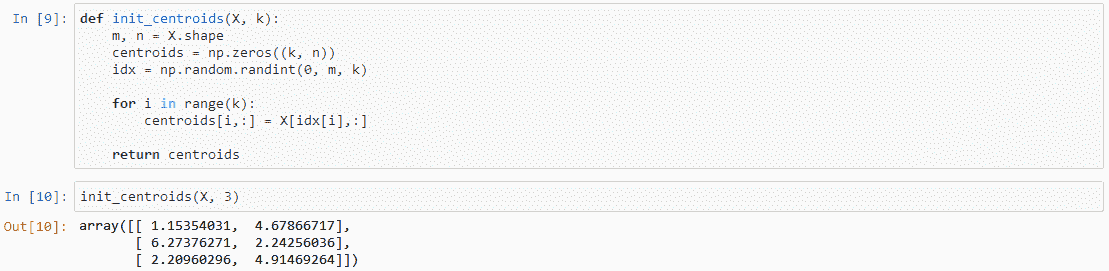 In [9]: def init_centroids(X, k):
    m, n = X.shape
    centroids = np.zeros((k, n))
    idx = np.random.randint(0, m, k)
    for i in range(k):
        centroids[i,:] = X[idx[i],:]
    return centroids
In [10]: init_centroids(X, 3)
Out[10]: array([[ 1.15354031,  4.67866717],
       [ 6.27376271,  2.24256036],
       [ 2.20960296,  4.91469264]])